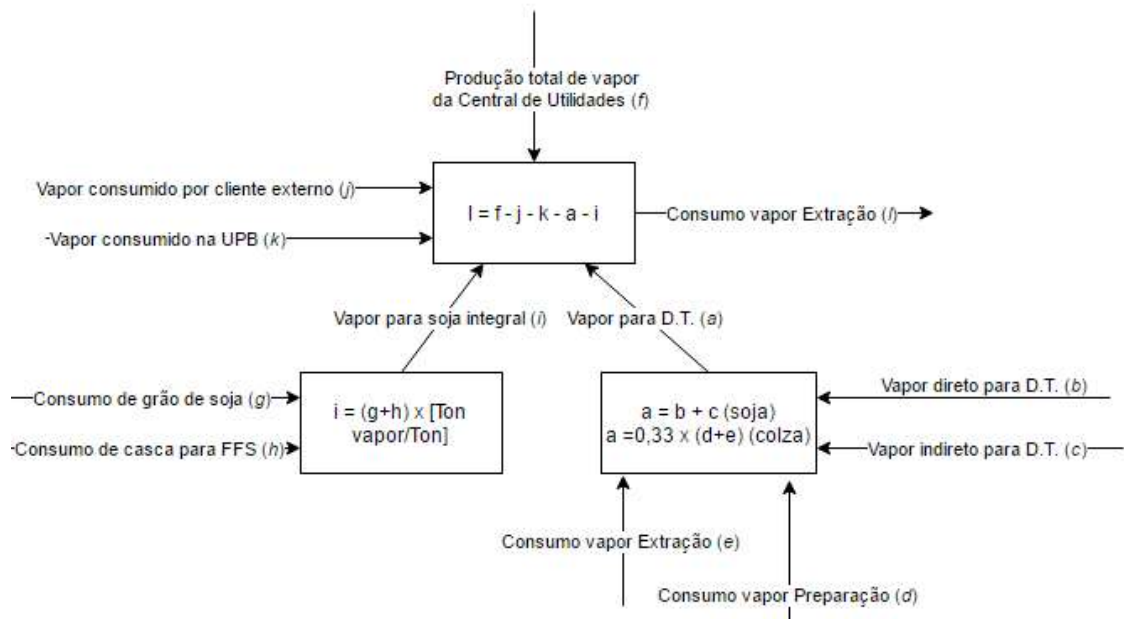 Produção total de vapor
da Central de Utilidades (f)
Vapor consumido por cliente externo (j)
l = f - j - k - a - i
Consumo vapor Extração (l)
Vapor consumido na UPB (k)
Vapor para soja integral (i)
Vapor para D.T. (a)
Consumo de grão de soja (g)
i = (g+h) x [Ton
vapor/Ton]
Consumo de casca para FFS (h)
a = b + c (soja)
a =0,33 x (d+e) (colza)
Vapor direto para D.T. (b)
Vapor indireto para D.T. (c)
Consumo vapor Extração (e)
Consumo vapor Preparação (d)